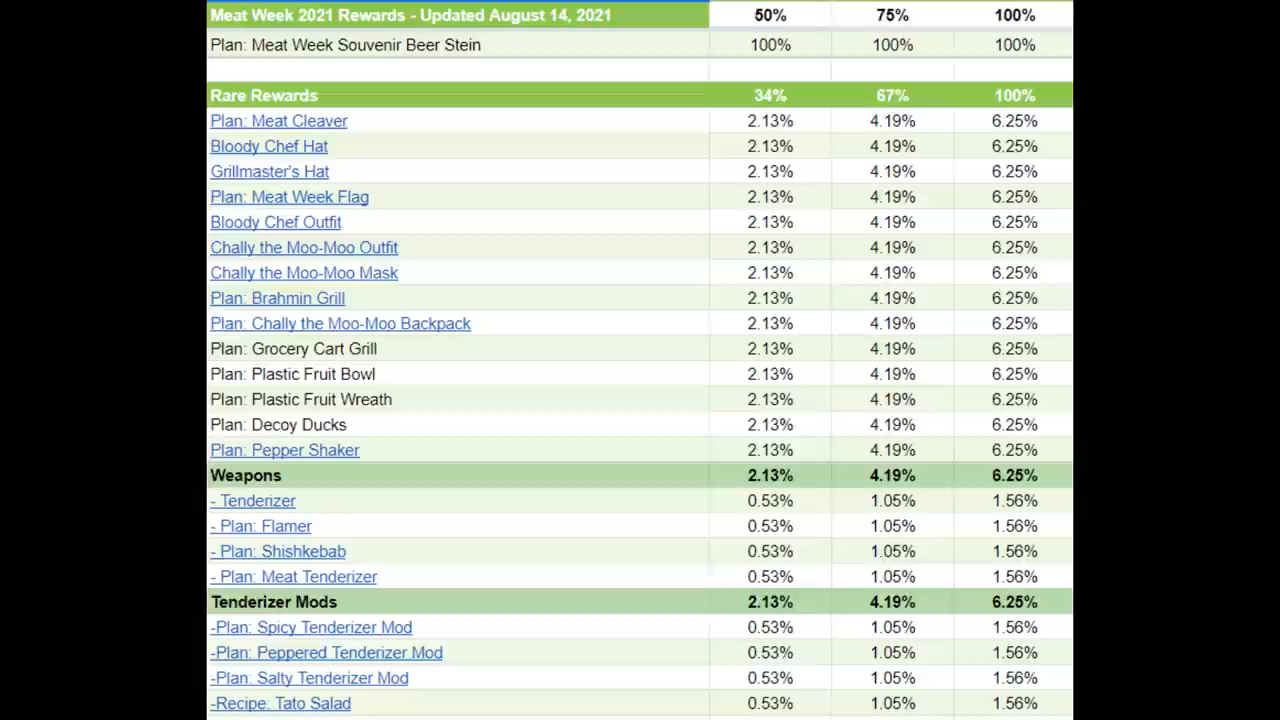 Meat Week 2021 Rewards - Updated August 14, 2021 50% 75% 100%
Plan: Meat Week Souvenir Beer Stein 100% 100% 100%
Rare Rewards 34% 67% 100%
Plan: Meat Cleaver 2.13% 4.19% 6.25%
Bloody Chef Hat 2.13% 4.19% 6.25%
Grillmaster's Hat 2.13% 4.19% 6.25%
Plan: Meat Week Flag 2.13% 4.19% 6.25%
Bloody Chef Outfit 2.13% 4.19% 6.25%
Chally the Moo-Moo Outfit 2.13% 4.19% 6.25%
Chally the Moo-Moo Mask 2.13% 4.19% 6.25%
Plan: Brahmin Grill 2.13% 4.19% 6.25%
Plan: Chally the Moo-Moo Backpack 2.13% 4.19% 6.25%
Plan: Grocery Cart Grill 2.13% 4.19% 6.25%
Plan: Plastic Fruit Bowl 2.13% 4.19% 6.25%
Plan: Plastic Fruit Wreath 2.13% 4.19% 6.25%
Plan: Decoy Ducks 2.13% 4.19% 6.25%
Plan: Pepper Shaker 2.13% 4.19% 6.25%
Weapons 2.13% 4.19% 6.25%
- Tenderizer 0.53% 1.05% 1.56%
- Plan: Flamer 0.53% 1.05% 1.56%
- Plan: Shishkebab 0.53% 1.05% 1.56%
- Plan: Meat Tenderizer 0.53% 1.05% 1.56%
Tenderizer Mods 2.13% 4.19% 6.25%
-Plan: Spicy Tenderizer Mod 0.53% 1.05% 1.56%
-Plan: Peppered Tenderizer Mod 0.53% 1.05% 1.56%
-Plan: Salty Tenderizer Mod 0.53% 1.05% 1.56%
-Recipe: Tato Salad 0.53% 1.05% 1.56%